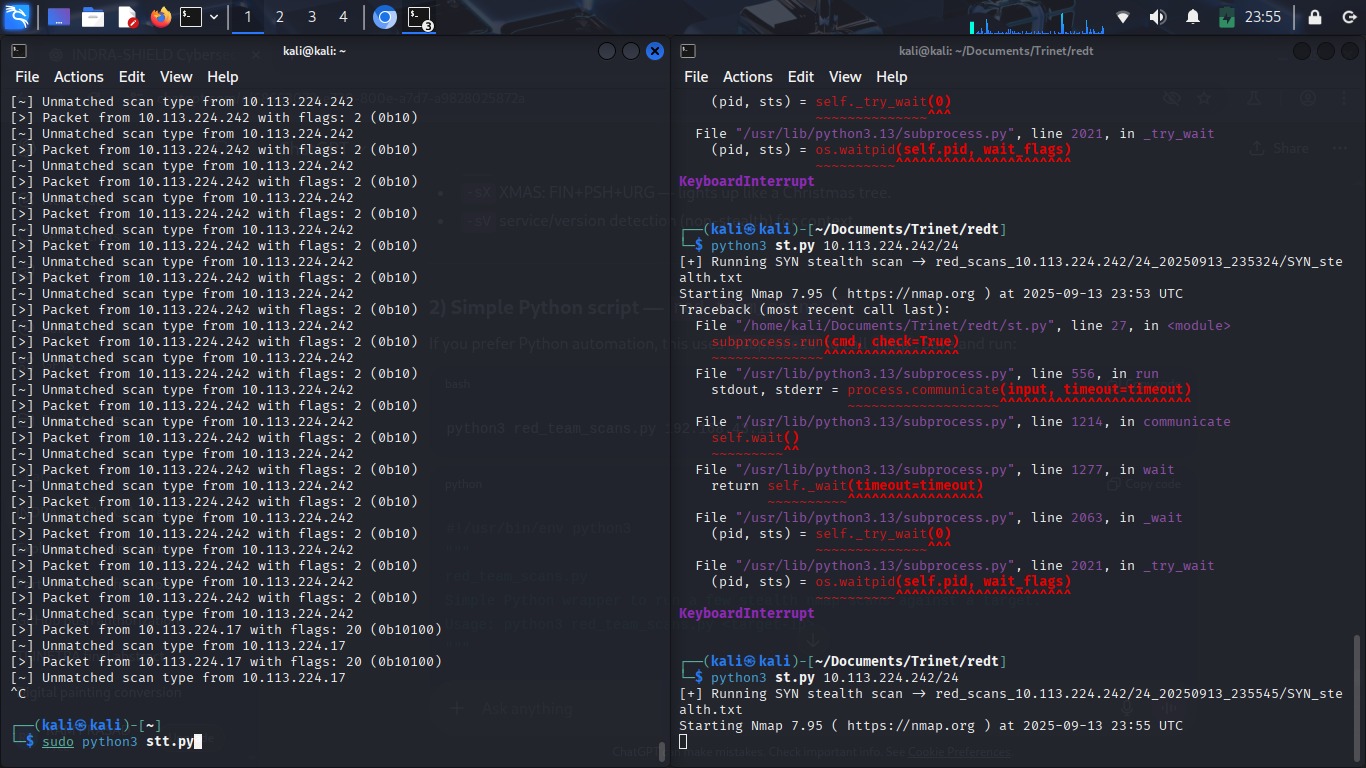 1 2 3 4 3 23:55
kali@kali: ~
File Actions Edit View Help
[~] Unmatched scan type from 10.113.224.242
[>] Packet from 10.113.224.242 with flags: 2 (0b10)
[~] Unmatched scan type from 10.113.224.242
[>] Packet from 10.113.224.242 with flags: 2 (0b10)
[~] Unmatched scan type from 10.113.224.242
[>] Packet from 10.113.224.242 with flags: 2 (0b10)
[~] Unmatched scan type from 10.113.224.242
[>] Packet from 10.113.224.242 with flags: 2 (0b10)
[~] Unmatched scan type from 10.113.224.242
[>] Packet from 10.113.224.242 with flags: 2 (0b10)
[~] Unmatched scan type from 10.113.224.242
[>] Packet from 10.113.224.242 with flags: 2 (0b10)
[~] Unmatched scan type from 10.113.224.242
[>] Packet from 10.113.224.242 with flags: 2 (0b10)
[~] Unmatched scan type from 10.113.224.242
[>] Packet from 10.113.224.242 with flags: 2 (0b10)
[~] Unmatched scan type from 10.113.224.242
[>] Packet from 10.113.224.242 with flags: 2 (0b10)
[~] Unmatched scan type from 10.113.224.242
[>] Packet from 10.113.224.242 with flags: 2 (0b10)
[~] Unmatched scan type from 10.113.224.242
[>] Packet from 10.113.224.242 with flags: 2 (0b10)
[~] Unmatched scan type from 10.113.224.242
[>] Packet from 10.113.224.242 with flags: 2 (0b10)
[~] Unmatched scan type from 10.113.224.242
[>] Packet from 10.113.224.242 with flags: 2 (0b10)
[~] Unmatched scan type from 10.113.224.242
[>] Packet from 10.113.224.242 with flags: 2 (0b10)
[~] Unmatched scan type from 10.113.224.242
[>] Packet from 10.113.224.242 with flags: 2 (0b10)
[~] Unmatched scan type from 10.113.224.242
[>] Packet from 10.113.224.242 with flags: 2 (0b10)
[~] Unmatched scan type from 10.113.224.242
[>] Packet from 10.113.224.17 with flags: 20 (0b10100)
[~] Unmatched scan type from 10.113.224.17
[>] Packet from 10.113.224.17 with flags: 20 (0b10100)
[~] Unmatched scan type from 10.113.224.17
^C
┌──(kali㉿kali)-[~]
└─$ sudo python3 stt.py
kali@kali: ~/Documents/Trinet/redt
File Actions Edit View Help
(pid, sts) = self._try_wait(0)
~~~~~~~~~~~~~~^^^
File "/usr/lib/python3.13/subprocess.py", line 2021, in _try_wait
(pid, sts) = os.waitpid(self.pid, wait_flags)
~~~~~~~~~~^^^^^^^^^^^^^^^^^^^^^^
KeyboardInterrupt
┌──(kali㉿kali)-[~/Documents/Trinet/redt]
└─$ python3 st.py 10.113.224.242/24
[+] Running SYN stealth scan → red_scans_10.113.224.242/24_20250913_235324/SYN_ste
alth.txt
Starting Nmap 7.95 ( https://nmap.org ) at 2025-09-13 23:53 UTC
Traceback (most recent call last):
File "/home/kali/Documents/Trinet/redt/st.py", line 27, in <module>
subprocess.run(cmd, check=True)
~~~~~~~~~~~~~~^^^^^^^^^^^^^^^^^
File "/usr/lib/python3.13/subprocess.py", line 556, in run
stdout, stderr = process.communicate(input, timeout=timeout)
~~~~~~~~~~~~~~~~~~~^^^^^^^^^^^^^^^^^^^^^^^^
File "/usr/lib/python3.13/subprocess.py", line 1214, in communicate
self.wait()
~~~~~~~~~^^
File "/usr/lib/python3.13/subprocess.py", line 1277, in wait
return self._wait(timeout=timeout)
~~~~~~~~~~^^^^^^^^^^^^^^^^^
File "/usr/lib/python3.13/subprocess.py", line 2063, in _wait
(pid, sts) = self._try_wait(0)
~~~~~~~~~~~~~~^^^
File "/usr/lib/python3.13/subprocess.py", line 2021, in _try_wait
(pid, sts) = os.waitpid(self.pid, wait_flags)
~~~~~~~~~~^^^^^^^^^^^^^^^^^^^^^^
KeyboardInterrupt
┌──(kali㉿kali)-[~/Documents/Trinet/redt]
└─$ python3 st.py 10.113.224.242/24
[+] Running SYN stealth scan → red_scans_10.113.224.242/24_20250913_235545/SYN_ste
alth.txt
Starting Nmap 7.95 ( https://nmap.org ) at 2025-09-13 23:55 UTC